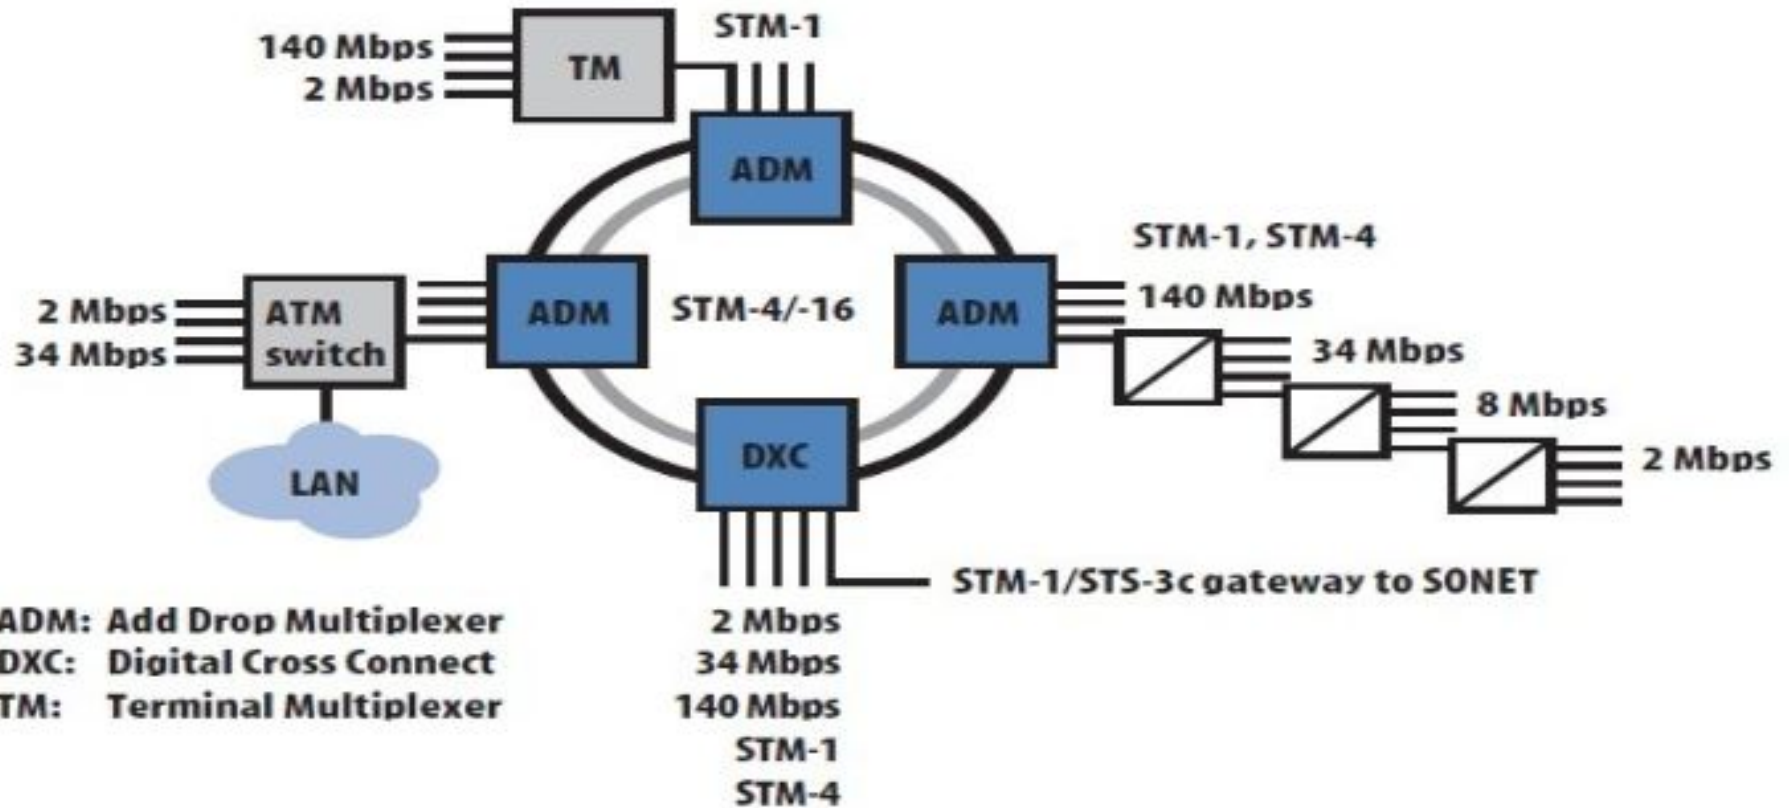 STM-1
140 Mbps
2 Mbps
TM
ADM
STM-1, STM-4
140 Mbps
34 Mbps
8 Mbps
2 Mbps
2 Mbps
34 Mbps
ATM
switch
ADM
STM-4/-16
ADM
LAN
DXC
STM-1/STS-3c gateway to SONET
2 Mbps
34 Mbps
140 Mbps
STM-1
STM-4
ADM: Add Drop Multiplexer
DXC: Digital Cross Connect
TM: Terminal Multiplexer